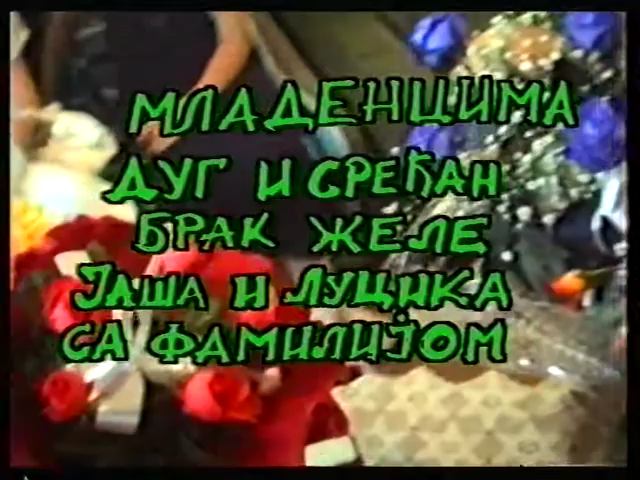 МЛАДЕНЦИМА
ДУГ И СРЕЋАН
БРАК ЖЕЛЕ
ЈАША И ЛУЦИКА
СА ФАМИЛИЈОМ